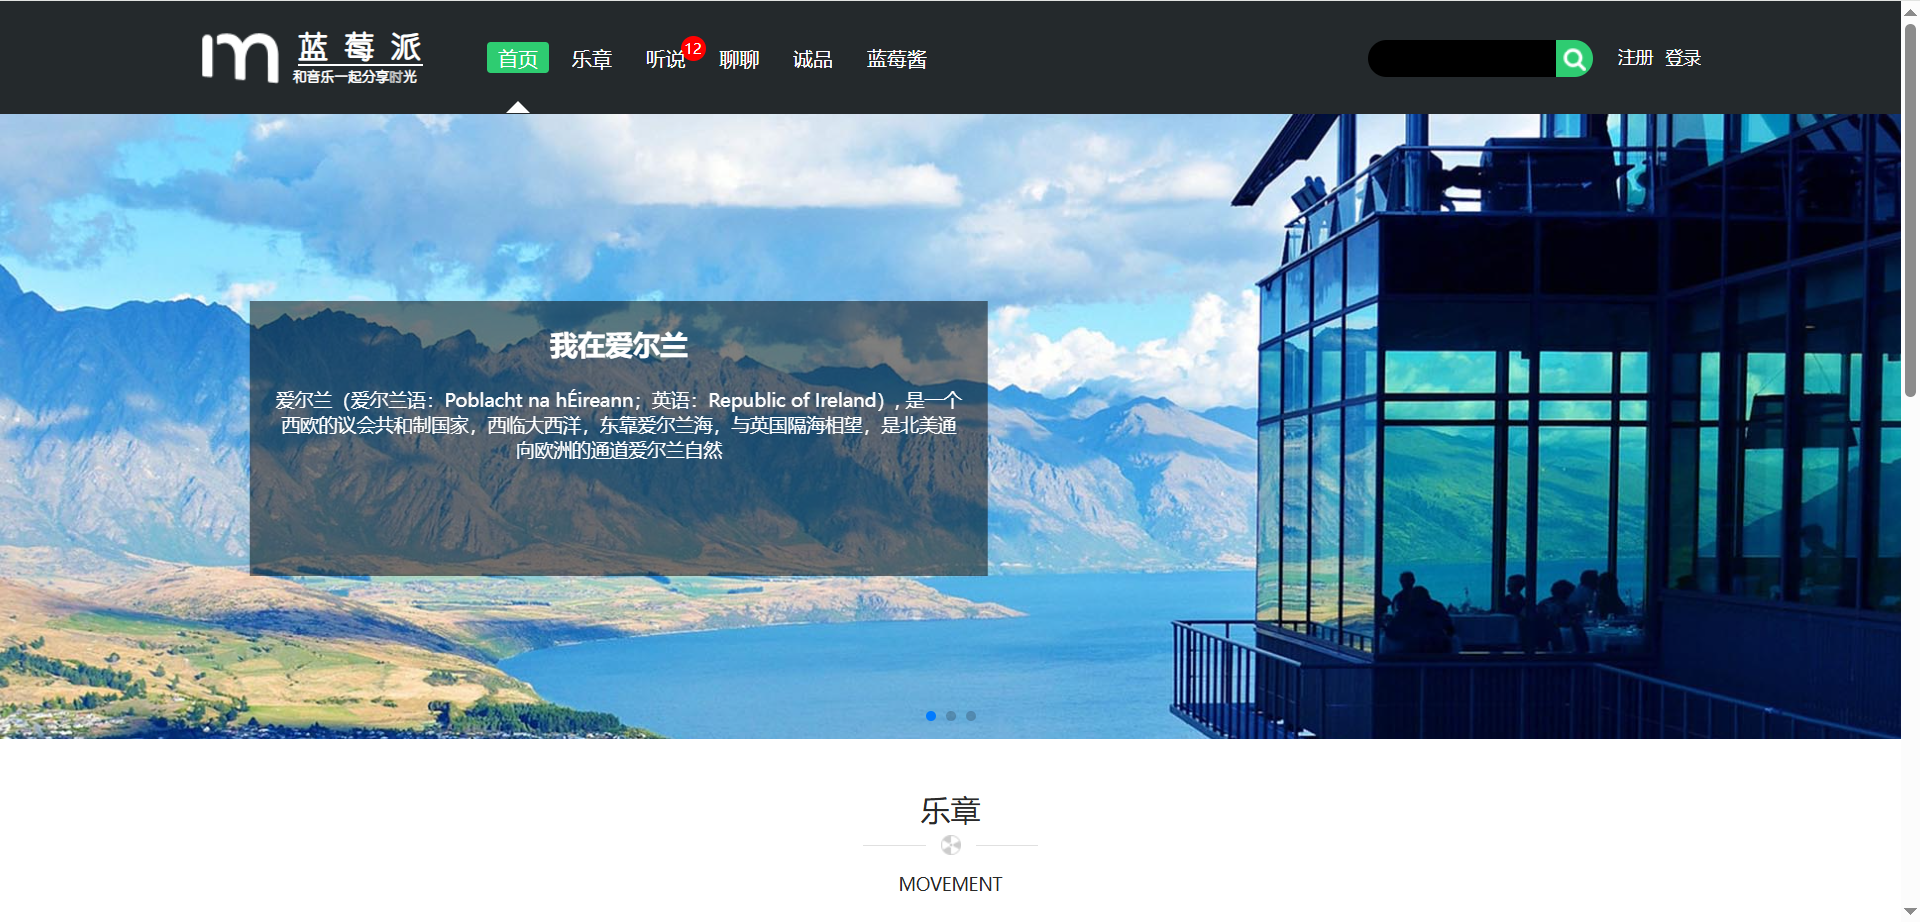 蓝莓派
和音乐一起分享时光
首页 乐章 听说 12 聊聊 诚品 蓝莓酱
注册 登录
我在爱尔兰
爱尔兰（爱尔兰语：Poblacht na hÉireann；英语：Republic of Ireland）, 是一个
西欧的议会共和制国家，西临大西洋，东靠爱尔兰海，与英国隔海相望，是北美通
向欧洲的通道爱尔兰自然
乐章
MOVEMENT